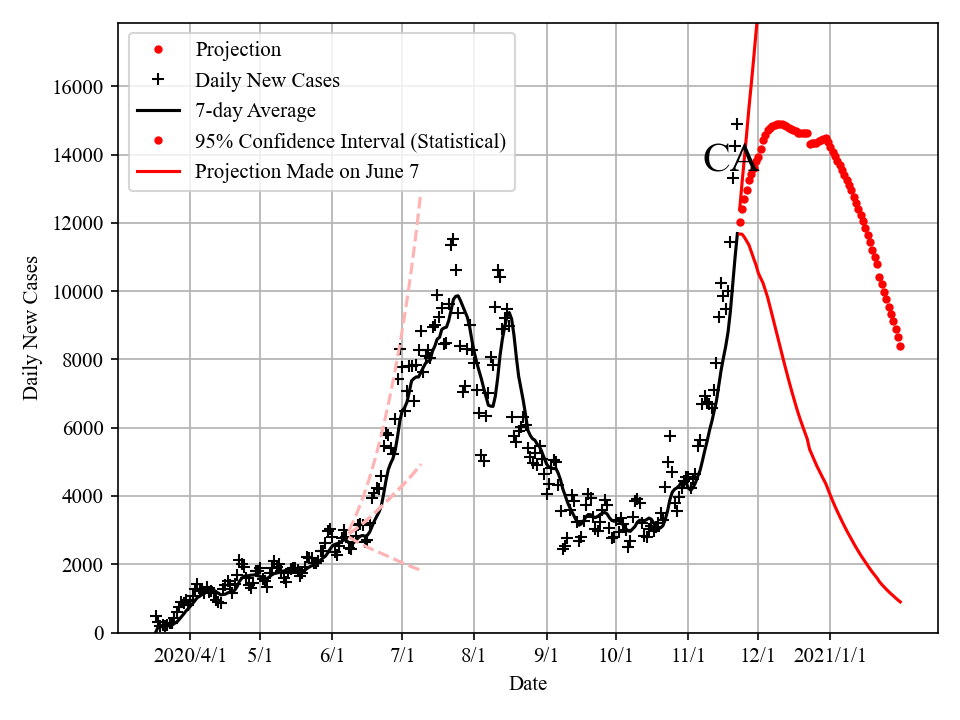 Projection
Daily New Cases
7-day Average
95% Confidence Interval (Statistical)
Projection Made on June 7
CA
16000
14000
12000
10000
8000
6000
4000
2000
0
Daily New Cases
2020/4/1 5/1 6/1 7/1 8/1 9/1 10/1 11/1 12/1 2021/1/1
Date